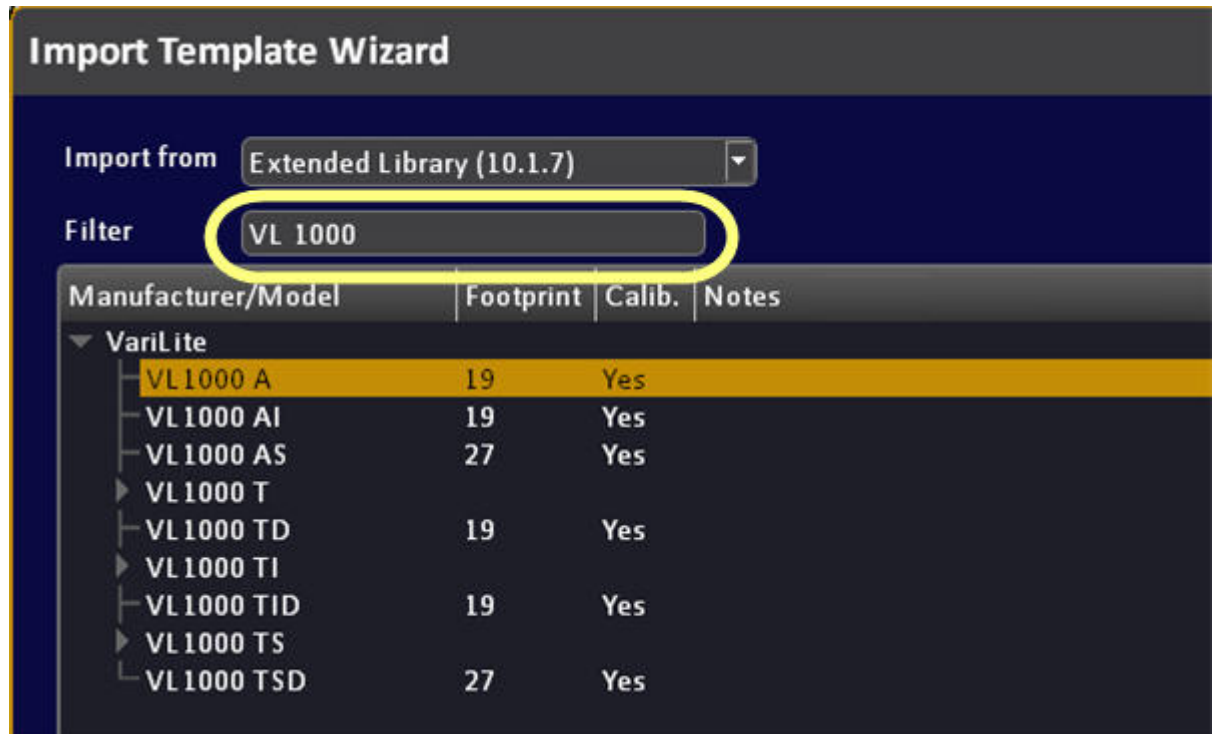 Import Template Wizard
Import from Extended Library (10.1.7)
Filter VL 1000
Manufacturer/Model Footprint Calib. Notes
VariLite
VL1000 A 19 Yes
VL1000 AI 19 Yes
VL1000 AS 27 Yes
VL1000 T
VL1000 TD 19 Yes
VL1000 TI
VL1000 TID 19 Yes
VL1000 TS
VL1000 TSD 27 Yes